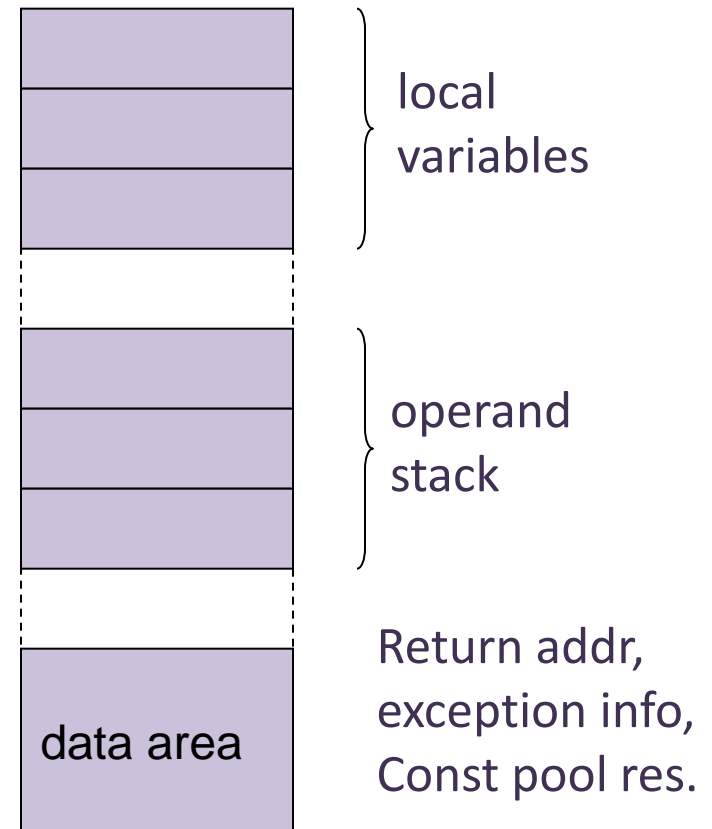 local
variables
operand
stack
Return addr,
exception info,
data area
Const pool res.